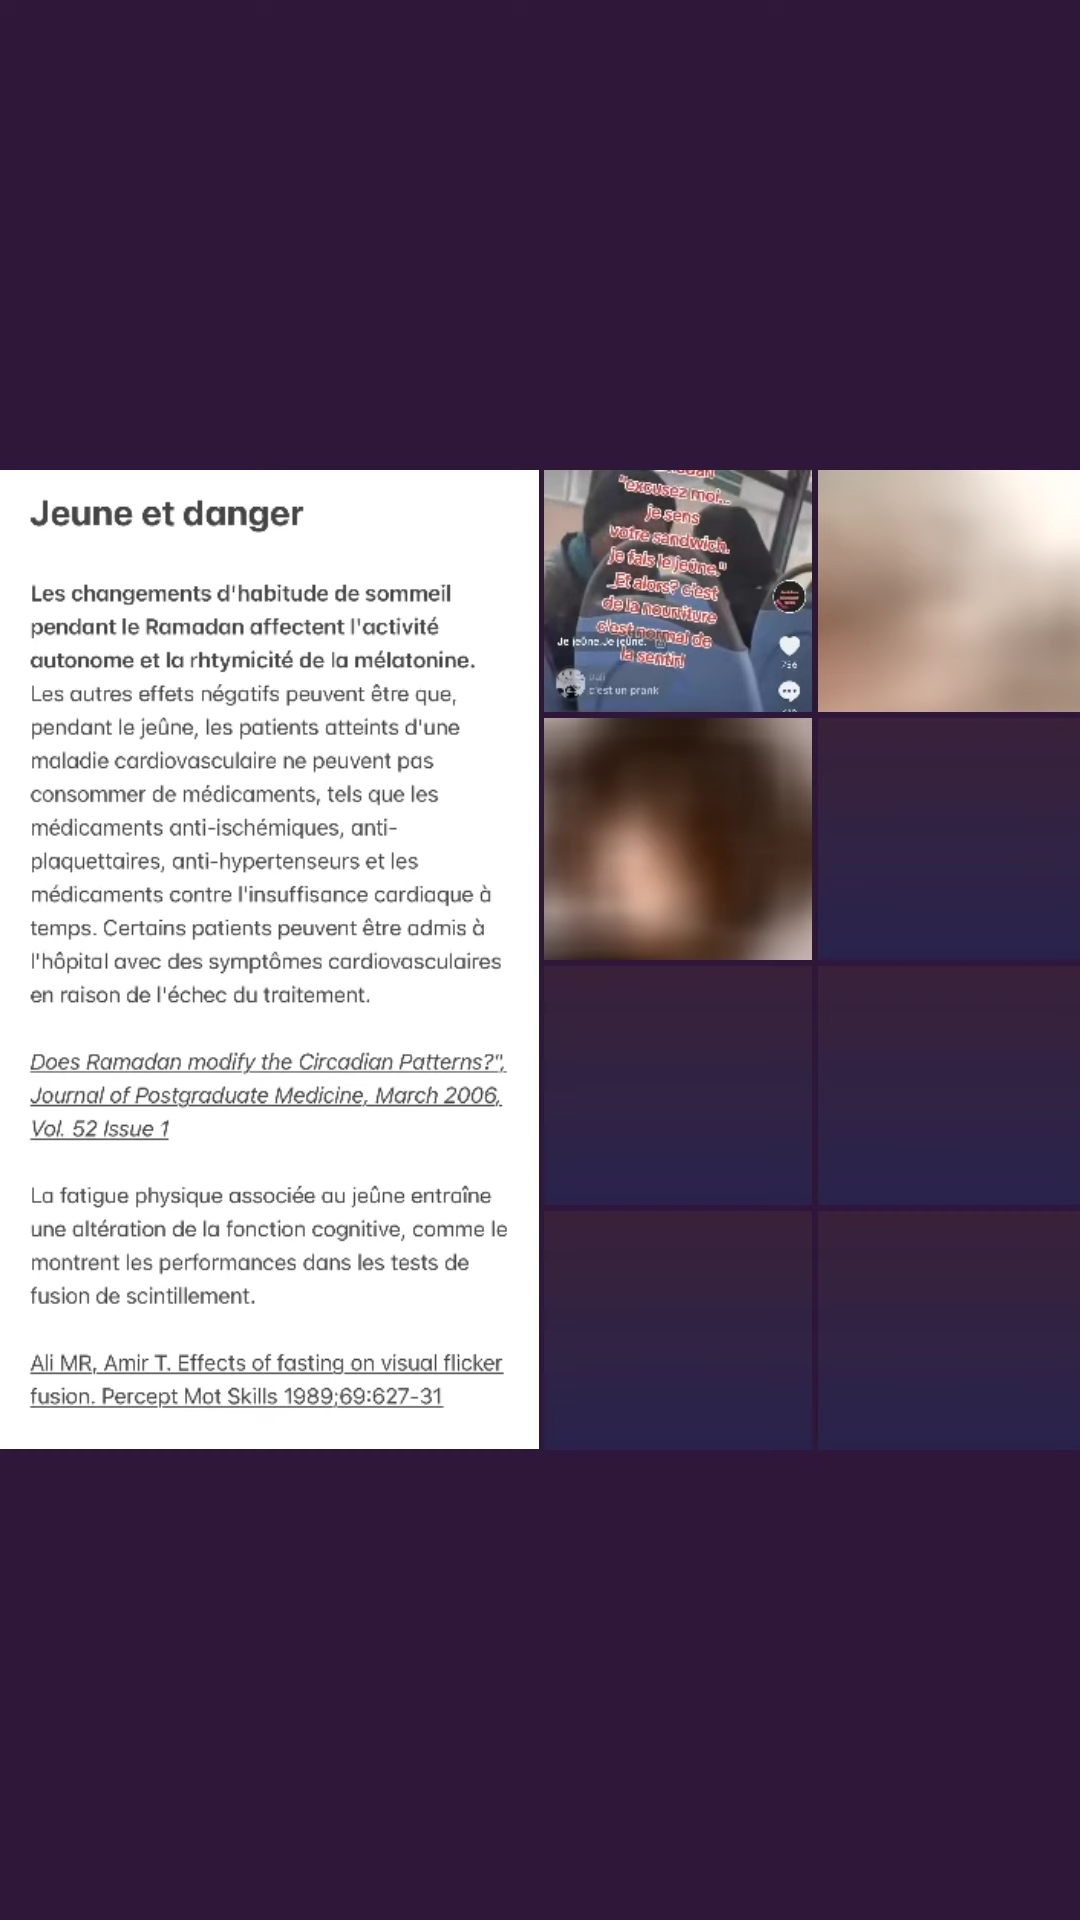 Jeune et danger
Les changements d'habitude de sommeil
pendant le Ramadan affectent l'activité
autonome et la rhtymicité de la mélatonine.
Les autres effets négatifs peuvent être que,
pendant le jeûne, les patients atteints d'une
maladie cardiovasculaire ne peuvent pas
consommer de médicaments, tels que les
médicaments anti-ischémiques, anti-
plaquettaires, anti-hypertenseurs et les
médicaments contre l'insuffisance cardiaque à
temps. Certains patients peuvent être admis à
l'hôpital avec des symptômes cardiovasculaires
en raison de l'échec du traitement.
Does Ramadan modify the Circadian Patterns?",
Journal of Postgraduate Medicine, March 2006,
Vol. 52 Issue 1
La fatigue physique associée au jeûne entraîne
une altération de la fonction cognitive, comme le
montrent les performances dans les tests de
fusion de scintillement.
Ali MR, Amir T. Effects of fasting on visual flicker
fusion. Percept Mot Skills 1989;69:627-31
"excusez moi...
je sens
votre sandwich.
je fais le jeûne."
_Et alors? c'est
de la nourriture
c'est normal de
la sentir!
Je jeûne.Je jeûne.
756
c'est un prank